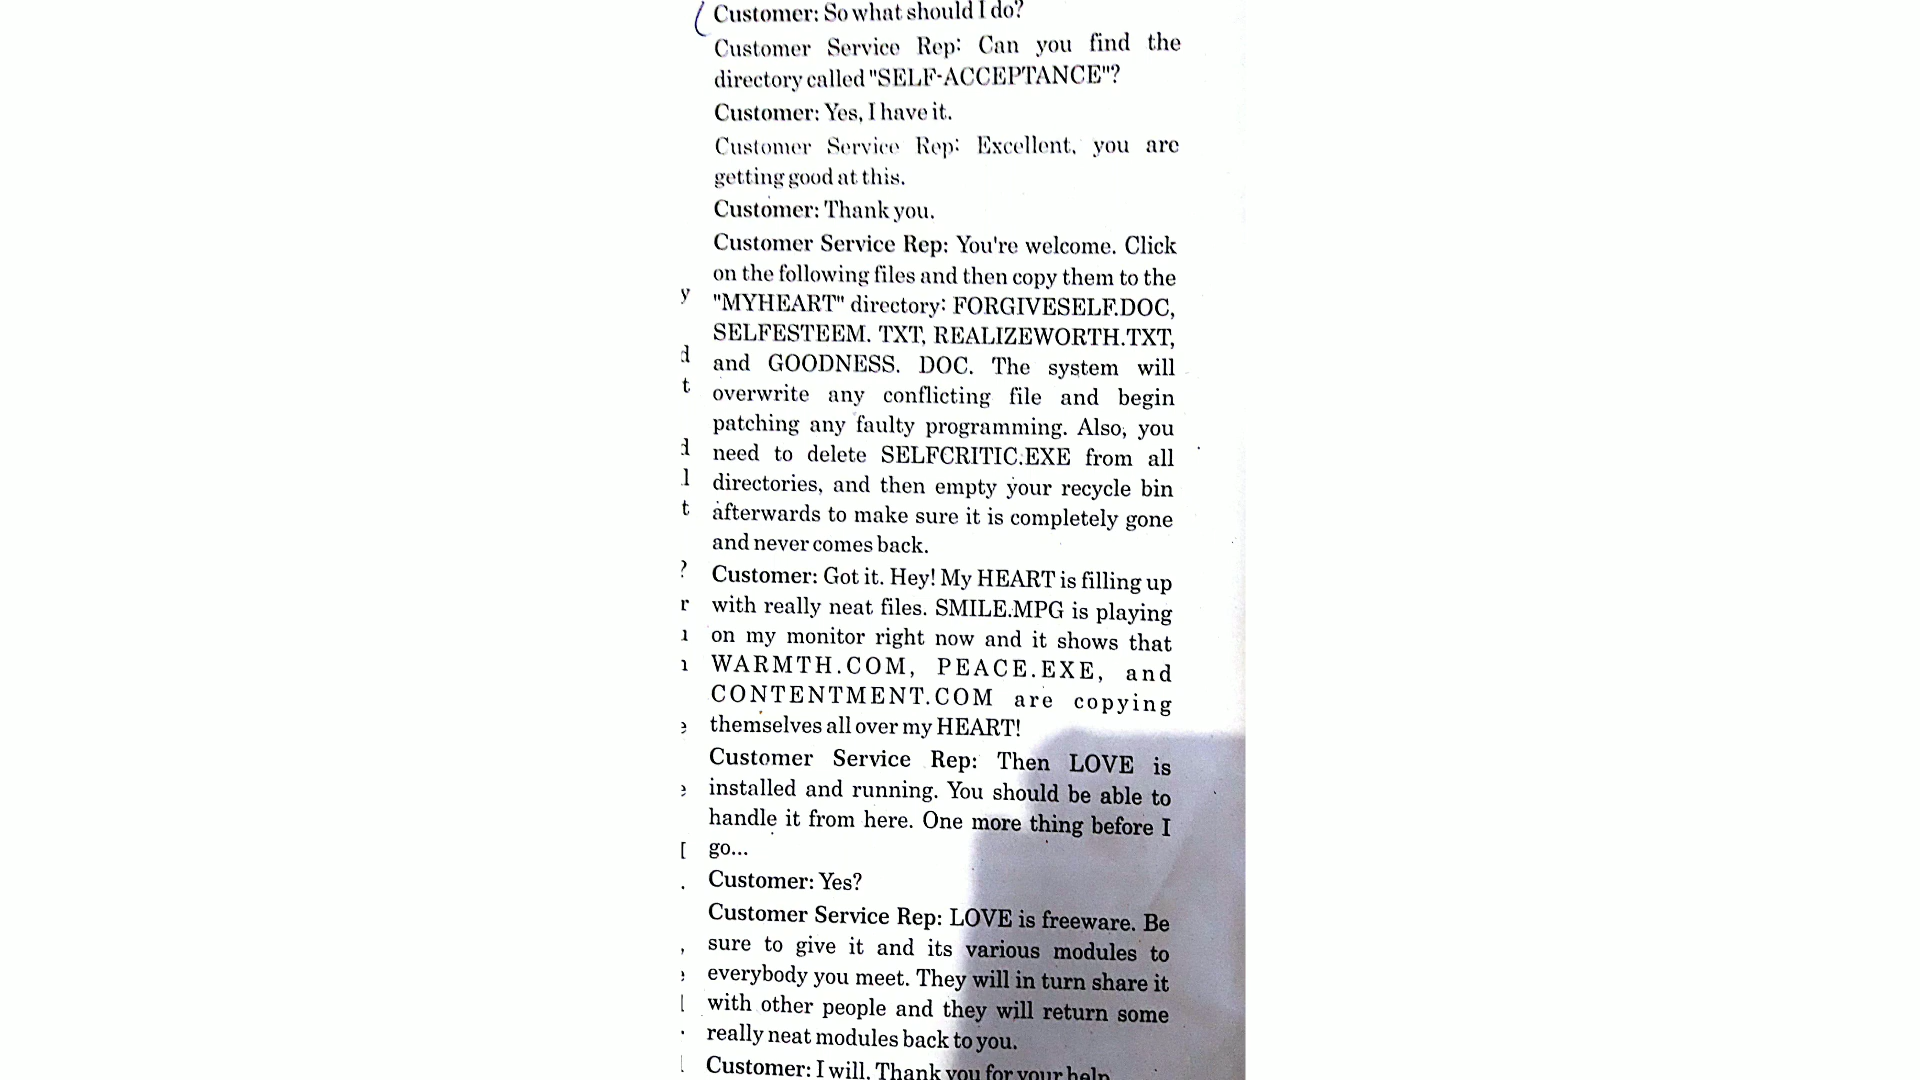 Customer: So what should I do?
Customer Service Rep: Can you find the
directory called "SELF-ACCEPTANCE"?
Customer: Yes, I have it.
Customer Service Rep: Excellent, you are
getting good at this.
Customer: Thank you.
Customer Service Rep: You're welcome. Click
on the following files and then copy them to the
"MYHEART" directory: FORGIVESELF.DOC,
SELFESTEEM. TXT, REALIZEWORTH.TXT,
and GOODNESS. DOC. The system will
overwrite any conflicting file and begin
patching any faulty programming. Also, you
need to delete SELFCRITIC.EXE from all
directories, and then empty your recycle bin
afterwards to make sure it is completely gone
and never comes back.
Customer: Got it. Hey! My HEART is filling up
with really neat files. SMILE.MPG is playing
on my monitor right now and it shows that
WARMTH.COM, PEACE.EXE, and
CONTENTMENT.COM are copying
themselves all over my HEART!
Customer Service Rep: Then LOVE is
installed and running. You should be able to
handle it from here. One more thing before I
go...
Customer: Yes?
Customer Service Rep: LOVE is freeware. Be
sure to give it and its various modules to
everybody you meet. They will in turn share it
with other people and they will return some
really neat modules back to you.
Customer: I will. Thank you for your help